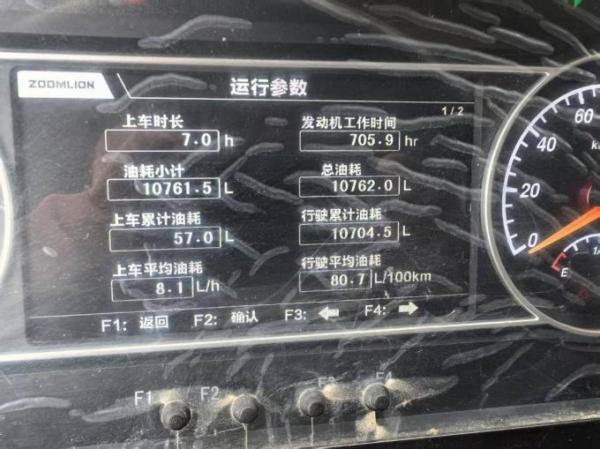 ZOOMLION 运行参数
1/2
上车时长 发动机工作时间
7.0 h 705.9 hr
油耗小计 总油耗
10761.5 L 10762.0 L
上车累计油耗 行驶累计油耗
57.0 L 10704.5 L
上车平均油耗 行驶平均油耗
8.1 L/h 80.7 L/100km
F1: 返回 F2: 确认 F3: ← F4: →
F1 F2 F3 F4
60
40
20
0
E